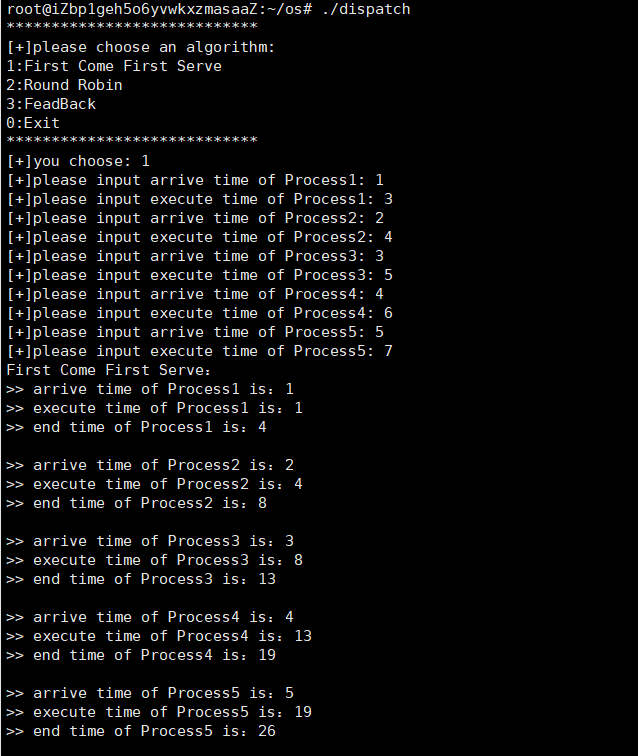 root@iZbp1geh5o6yvwkxzmasaaZ:~/os# ./dispatch
****************************
[+]please choose an algorithm:
1:First Come First Serve
2:Round Robin
3:FeadBack
0:Exit
****************************
[+]you choose: 1
[+]please input arrive time of Process1: 1
[+]please input execute time of Process1: 3
[+]please input arrive time of Process2: 2
[+]please input execute time of Process2: 4
[+]please input arrive time of Process3: 3
[+]please input execute time of Process3: 5
[+]please input arrive time of Process4: 4
[+]please input execute time of Process4: 6
[+]please input arrive time of Process5: 5
[+]please input execute time of Process5: 7
First Come First Serve：
>> arrive time of Process1 is：1
>> execute time of Process1 is：1
>> end time of Process1 is：4
>> arrive time of Process2 is：2
>> execute time of Process2 is：4
>> end time of Process2 is：8
>> arrive time of Process3 is：3
>> execute time of Process3 is：8
>> end time of Process3 is：13
>> arrive time of Process4 is：4
>> execute time of Process4 is：13
>> end time of Process4 is：19
>> arrive time of Process5 is：5
>> execute time of Process5 is：19
>> end time of Process5 is：26